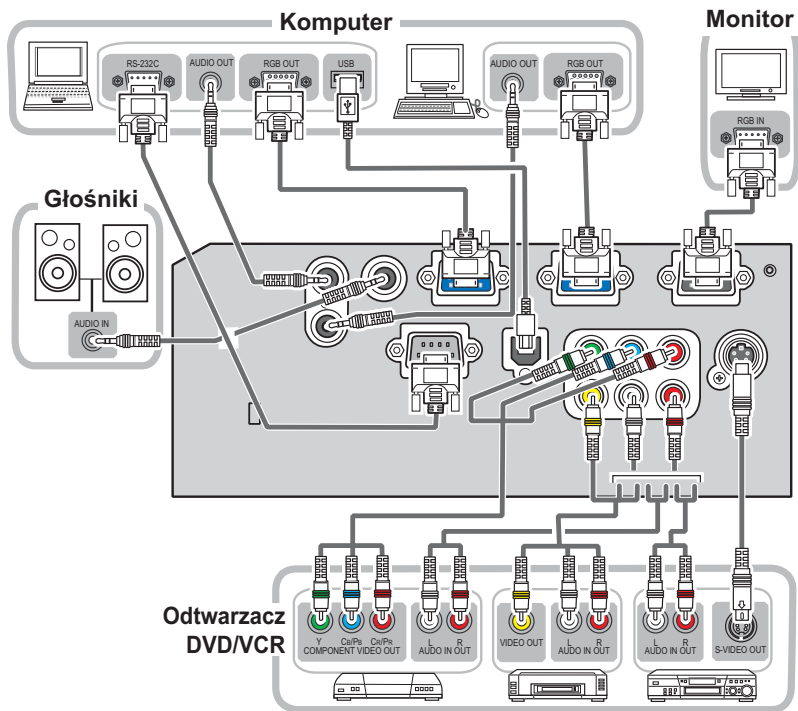 Komputer
Monitor
RS-232C
AUDIO OUT
RGB OUT
USB
AUDIO OUT
RGB OUT
RGB IN
Głośniki
AUDIO IN
Odtwarzacz
DVD/VCR
Y CB/PB CR/PR
COMPONENT VIDEO OUT
L R
AUDIO IN OUT
VIDEO OUT
L R
AUDIO IN OUT
L R
AUDIO IN OUT
S-VIDEO OUT